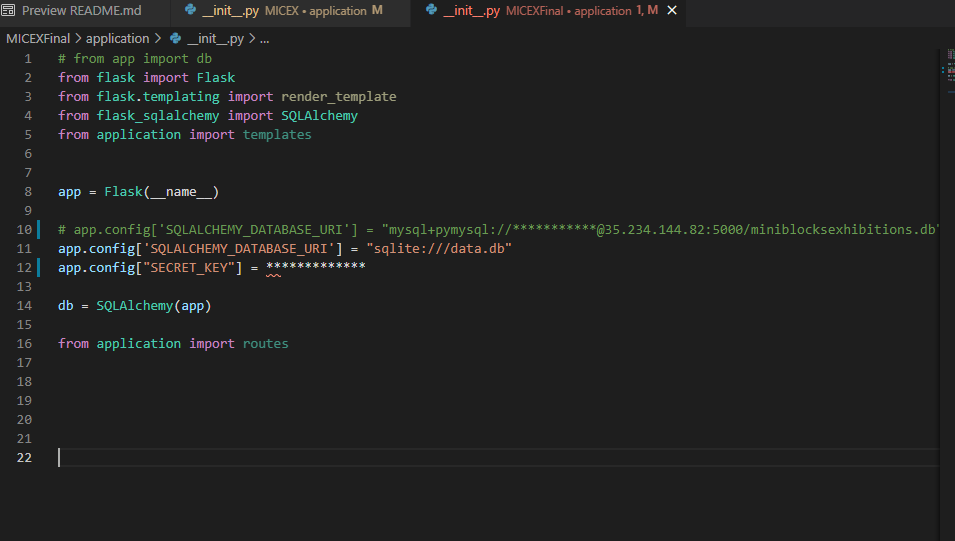 Preview README.md
__init__.py MICEX • application M
__init__.py MICEXFinal • application 1, M
MICEXFinal > application > __init__.py > ...
1 # from app import db
2 from flask import Flask
3 from flask.templating import render_template
4 from flask_sqlalchemy import SQLAlchemy
5 from application import templates
6
7
8 app = Flask(__name__)
9
10 # app.config['SQLALCHEMY_DATABASE_URI'] = "mysql+pymysql://***********@35.234.144.82:5000/miniblocksexhibitions.db"
11 app.config['SQLALCHEMY_DATABASE_URI'] = "sqlite:///data.db"
12 app.config["SECRET_KEY"] = *************
13
14 db = SQLAlchemy(app)
15
16 from application import routes
17
18
19
20
21
22